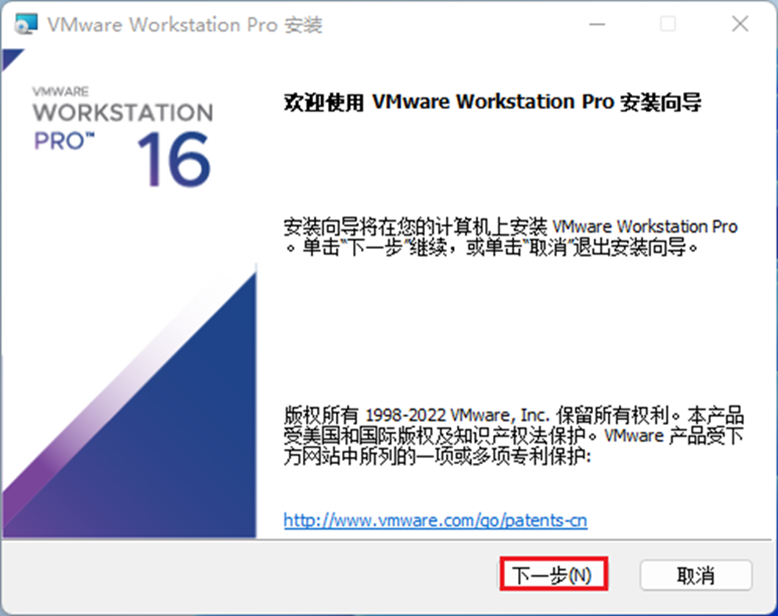 VMware Workstation Pro 安装
VMWARE
WORKSTATION
PRO™ 16
欢迎使用 VMware Workstation Pro 安装向导
安装向导将在您的计算机上安装 VMware Workstation Pro
。单击“下一步”继续，或单击“取消”退出安装向导。
版权所有 1998-2022 VMware, Inc. 保留所有权利。本产品
受美国和国际版权及知识产权法保护。VMware 产品受下
方网站中所列的一项或多项专利保护:
http://www.vmware.com/go/patents-cn
下一步(N)
取消